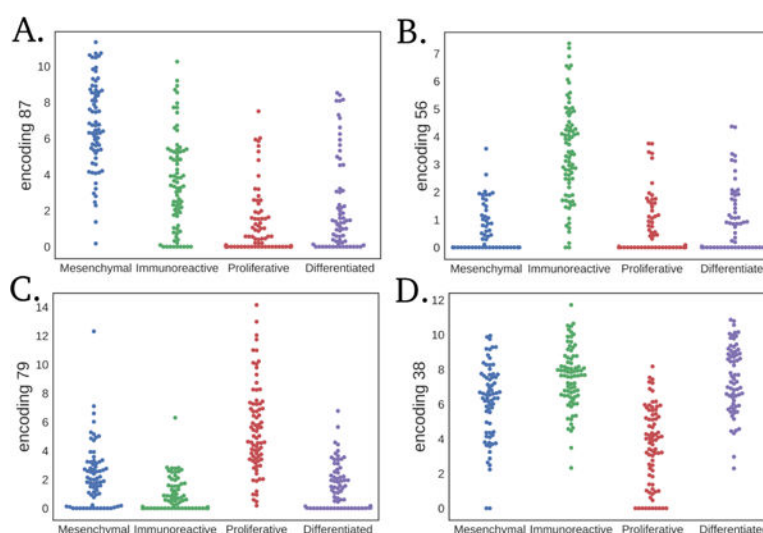 A.
encoding 87
10
8
6
4
2
0
Mesenchymal Immunoreactive Proliferative Differentiated
B.
encoding 56
7
6
5
4
3
2
1
0
Mesenchymal Immunoreactive Proliferative Differentiated
C.
encoding 79
14
12
10
8
6
4
2
0
Mesenchymal Immunoreactive Proliferative Differentiated
D.
encoding 38
12
10
8
6
4
2
0
Mesenchymal Immunoreactive Proliferative Differentiated